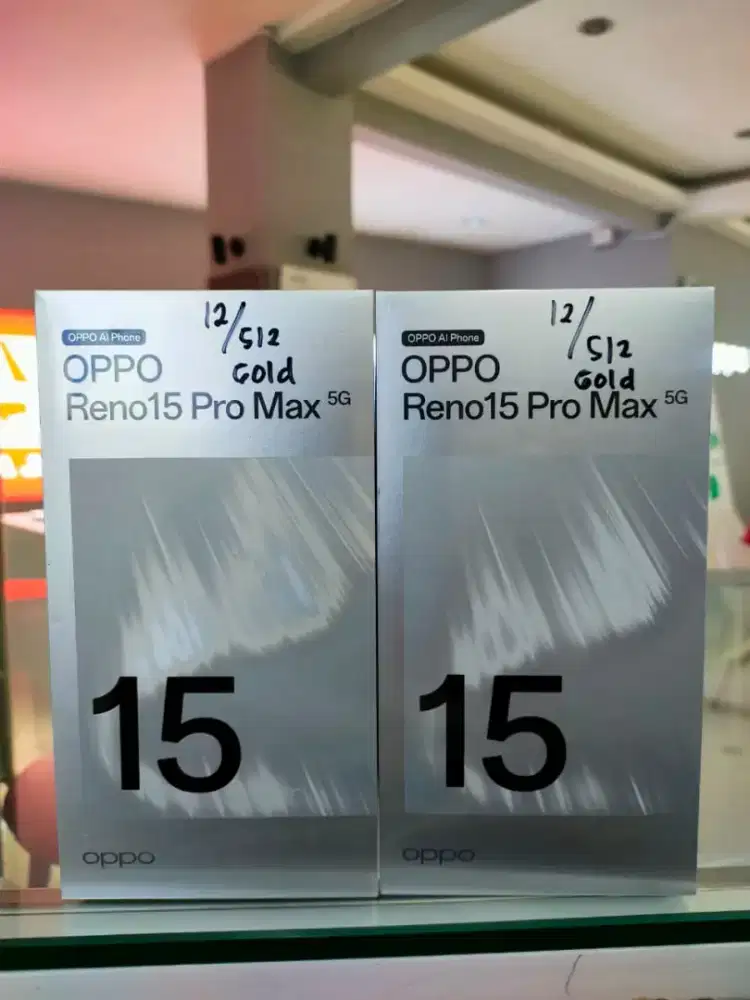 12/512
Gold
OPPO AI Phone
OPPO
Reno15 Pro Max 5G
15
oppo
12/512
Gold
OPPO AI Phone
OPPO
Reno15 Pro Max 5G
15
oppo